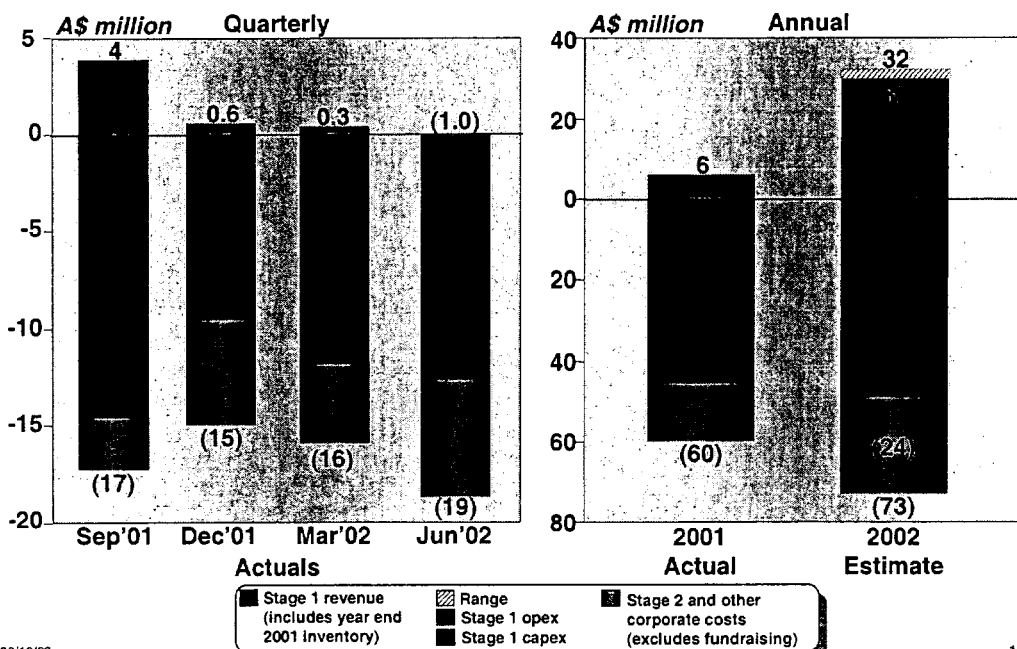 A$ million Quarterly
5
4
0.6
0.3
(1.0)
0
-5
-10
-15
-20
(17)
(15)
(16)
(19)
Sep'01 Dec'01 Mar'02 Jun'02
Actuals
A$ million Annual
40
32
20
6
0
20
40
60
80
(60)
(24)
(73)
2001 2002
Actual Estimate
Stage 1 revenue
(includes year end
2001 inventory)
Range
Stage 1 opex
Stage 1 capex
Stage 2 and other
corporate costs
(excludes fundraising)